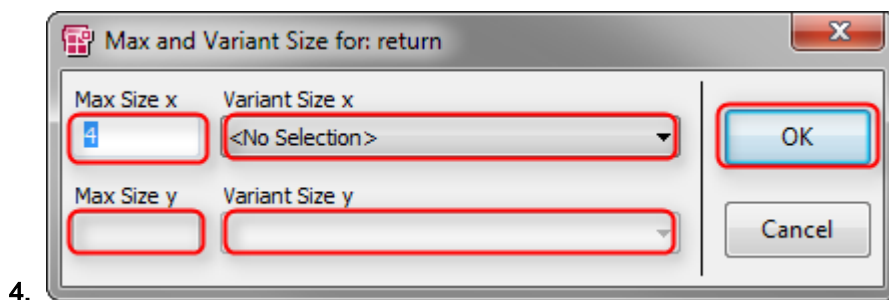 Max and Variant Size for: return
Max Size x Variant Size x
4 <No Selection> OK
Max Size y Variant Size y
Cancel
4.